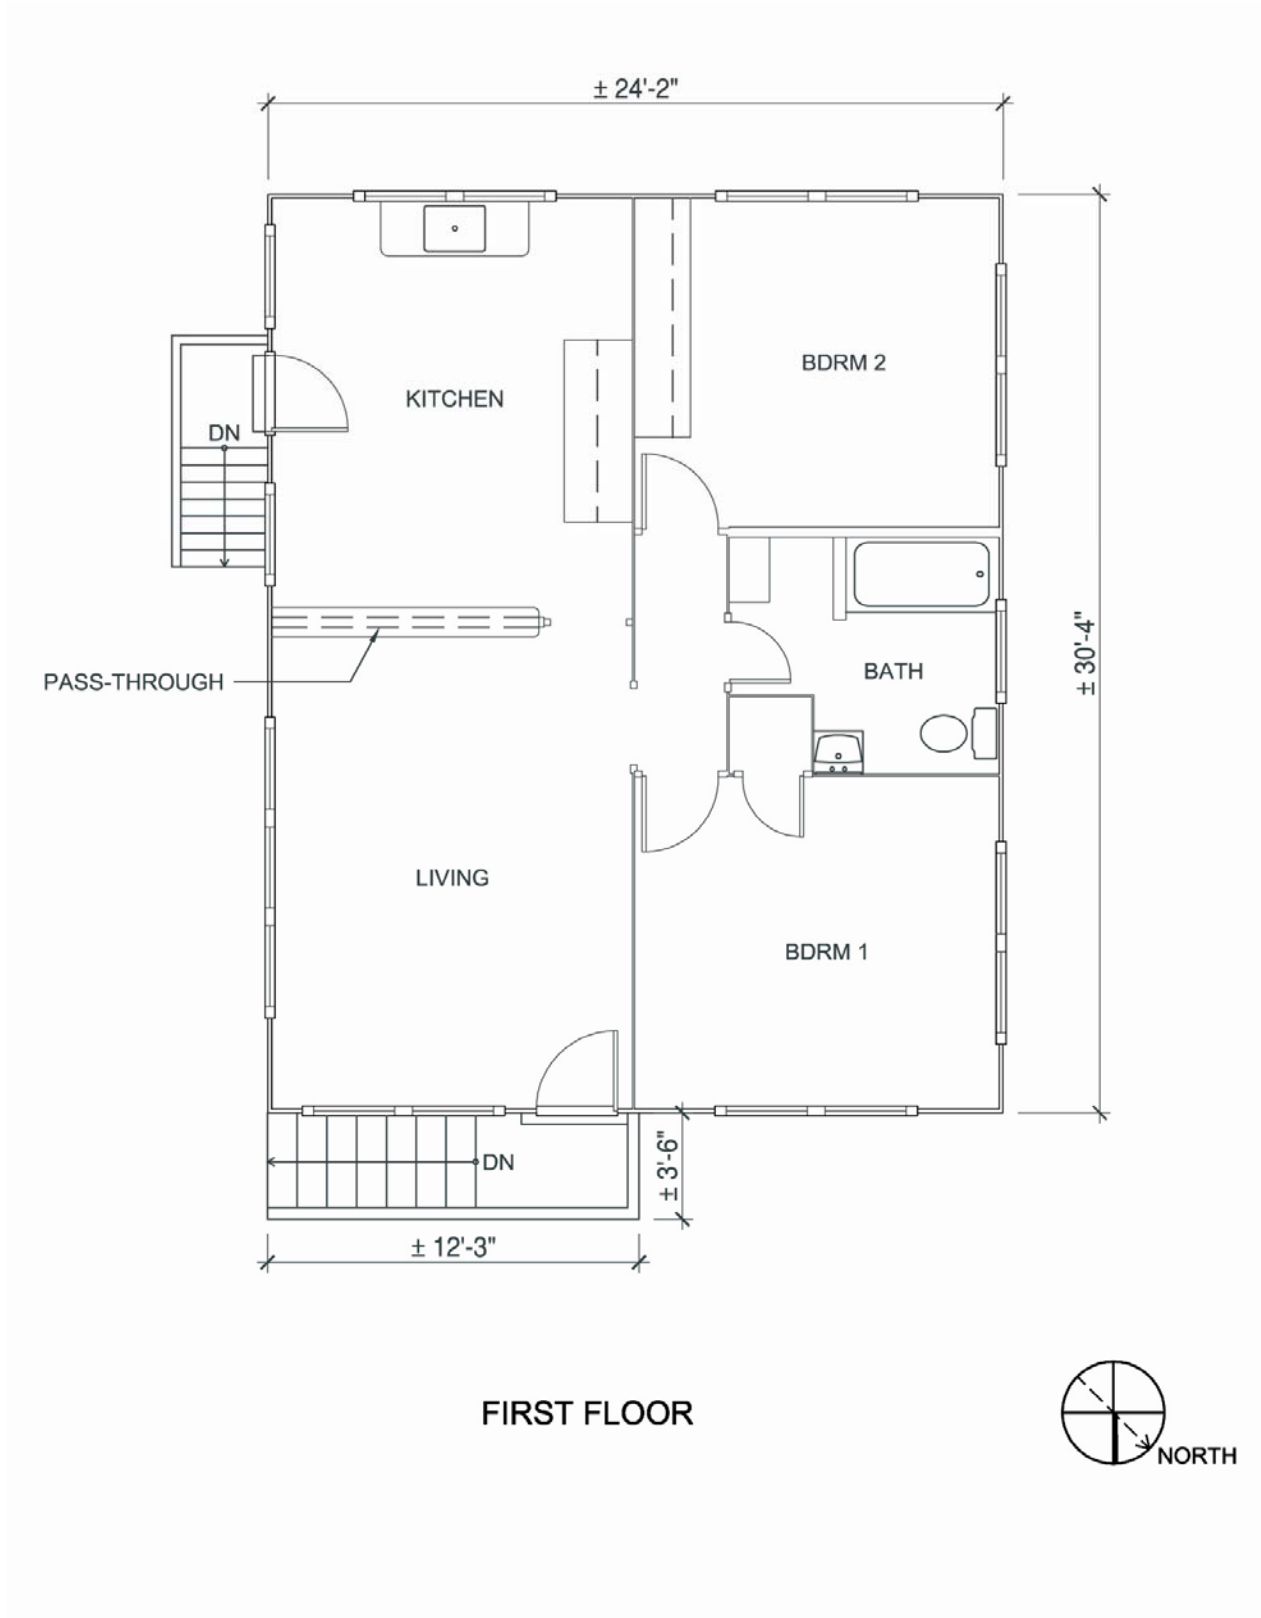 ± 24'-2"
BDRM 2
KITCHEN
DN
± 30'-4"
BATH
PASS-THROUGH
LIVING
BDRM 1
± 3'-6"
DN
± 12'-3"
FIRST FLOOR
NORTH